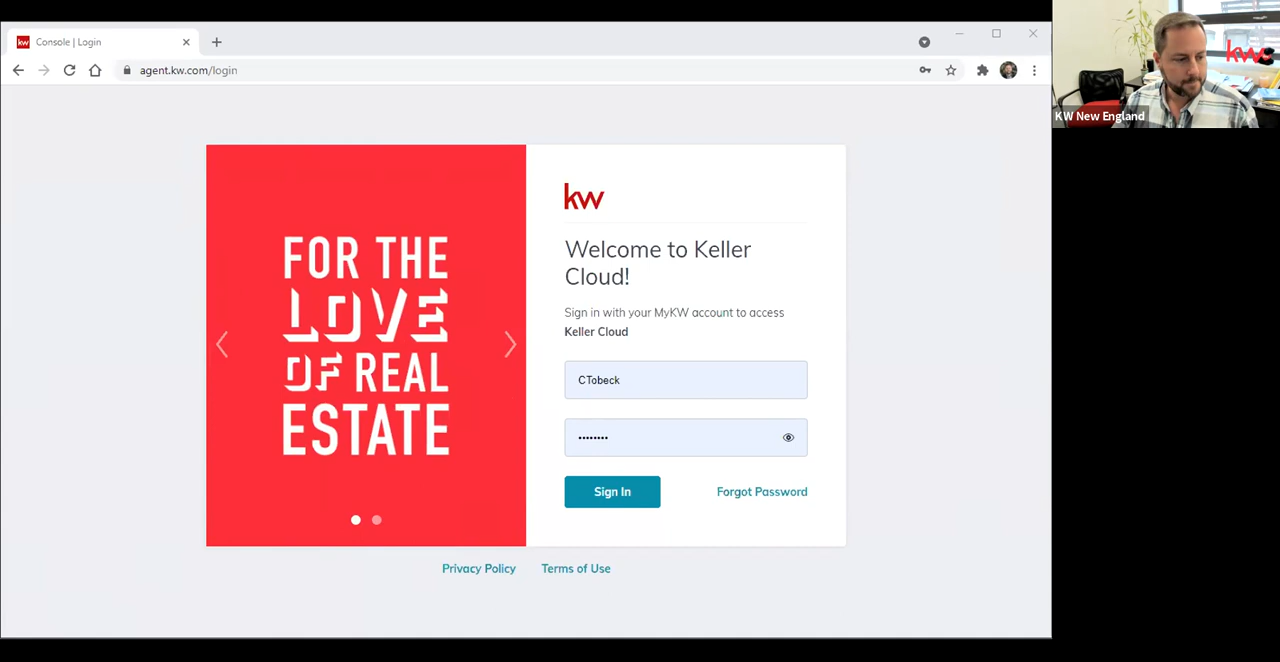 kw Console | Login
agent.kw.com/login
kw
KW New England
FOR THE
LOVE
OF REAL
ESTATE
kw
Welcome to Keller
Cloud!
Sign in with your MyKW account to access
Keller Cloud
CTobeck
••••••••
Sign In
Forgot Password
Privacy Policy
Terms of Use